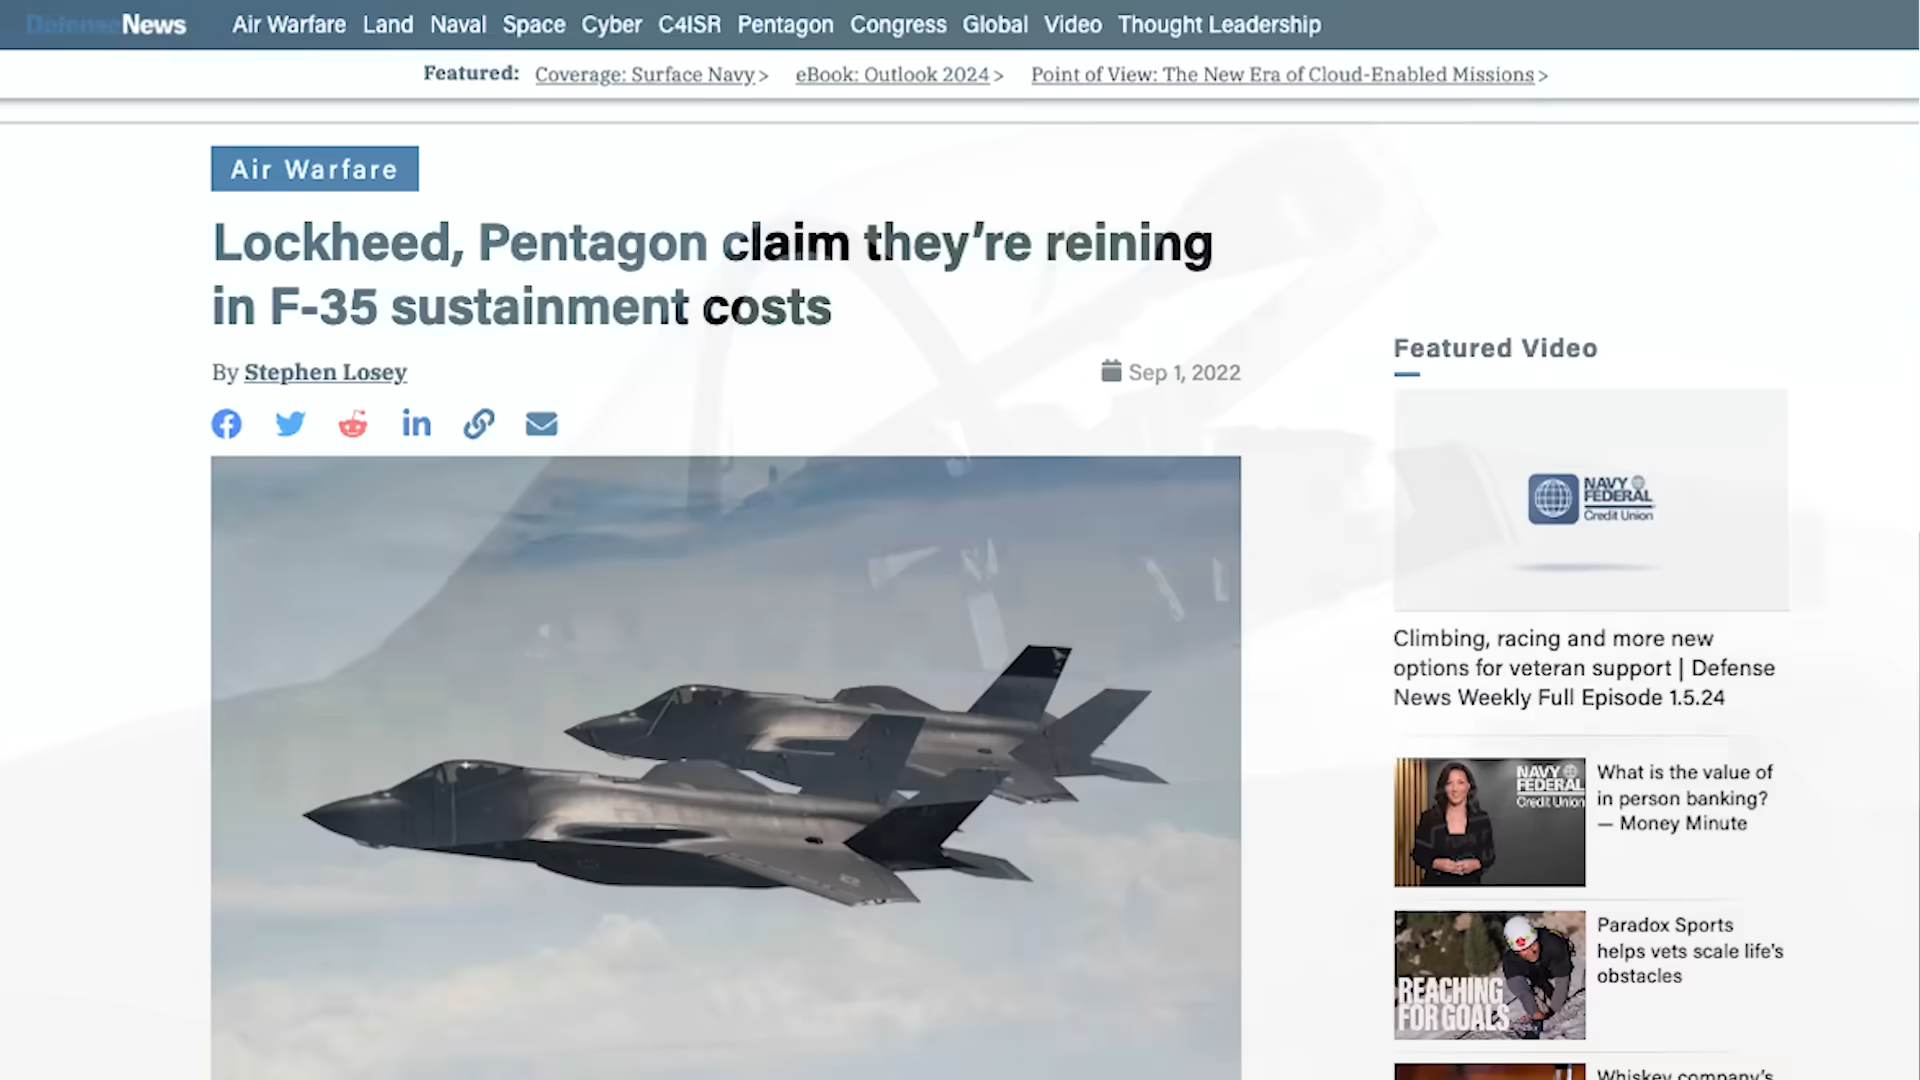 DefenseNews Air Warfare Land Naval Space Cyber C4ISR Pentagon Congress Global Video Thought Leadership
Featured: Coverage: Surface Navy > eBook: Outlook 2024 > Point of View: The New Era of Cloud-Enabled Missions >
Air Warfare
Lockheed, Pentagon claim they’re reining
in F-35 sustainment costs
By Stephen Losey
Sep 1, 2022
in
Featured Video
NAVY
FEDERAL
Credit Union
Climbing, racing and more new
options for veteran support | Defense
News Weekly Full Episode 1.5.24
NAVY
FEDERAL
Credit Union
What is the value of
in person banking?
— Money Minute
REACHING
FOR GOALS
Paradox Sports
helps vets scale life's
obstacles
Whiskey company's